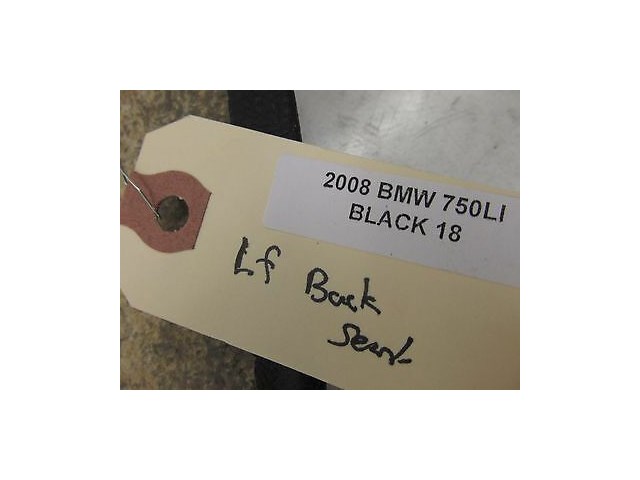 2008 BMW 750LI
BLACK 18
Lf Back
Seat